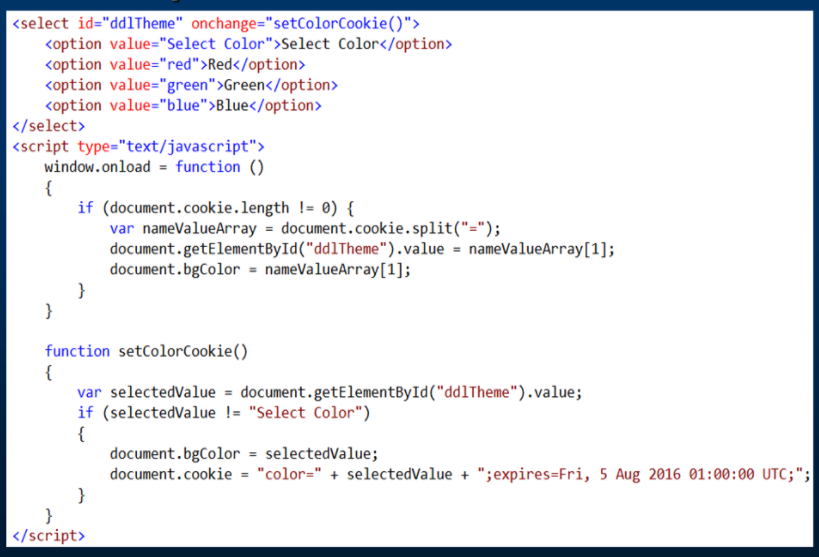 <select id="ddlTheme" onchange="setColorCookie()">
    <option value="Select Color">Select Color</option>
    <option value="red">Red</option>
    <option value="green">Green</option>
    <option value="blue">Blue</option>
</select>
<script type="text/javascript">
    window.onload = function ()
    {
        if (document.cookie.length != 0) {
            var nameValueArray = document.cookie.split("=");
            document.getElementById("ddlTheme").value = nameValueArray[1];
            document.bgColor = nameValueArray[1];
        }
    }

    function setColorCookie()
    {
        var selectedValue = document.getElementById("ddlTheme").value;
        if (selectedValue != "Select Color")
        {
            document.bgColor = selectedValue;
            document.cookie = "color=" + selectedValue + ";expires=Fri, 5 Aug 2016 01:00:00 UTC;";
        }
    }
</script>